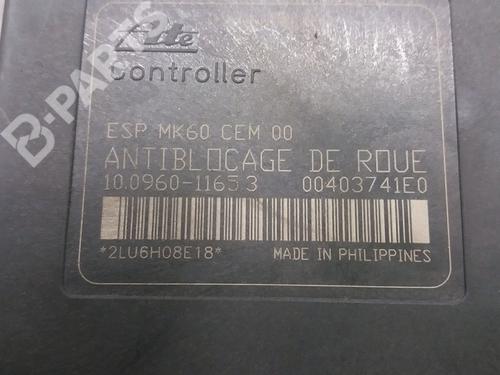 Ate
Controller
ESP MK60 CEM 00
ANTIBLOCAGE DE ROUE
10.0960-1165.3 00403741E0
*2LU6H08E18* MADE IN PHILIPPINES
B-PARTS